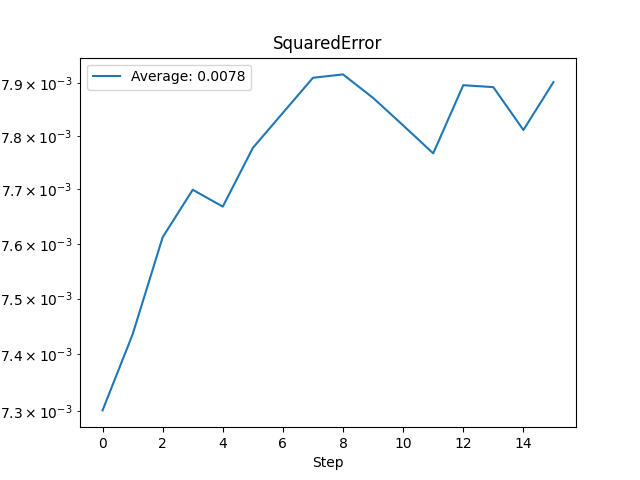 SquaredError
Average: 0.0078
7.9 × 10⁻³
7.8 × 10⁻³
7.7 × 10⁻³
7.6 × 10⁻³
7.5 × 10⁻³
7.4 × 10⁻³
7.3 × 10⁻³
0 2 4 6 8 10 12 14
Step